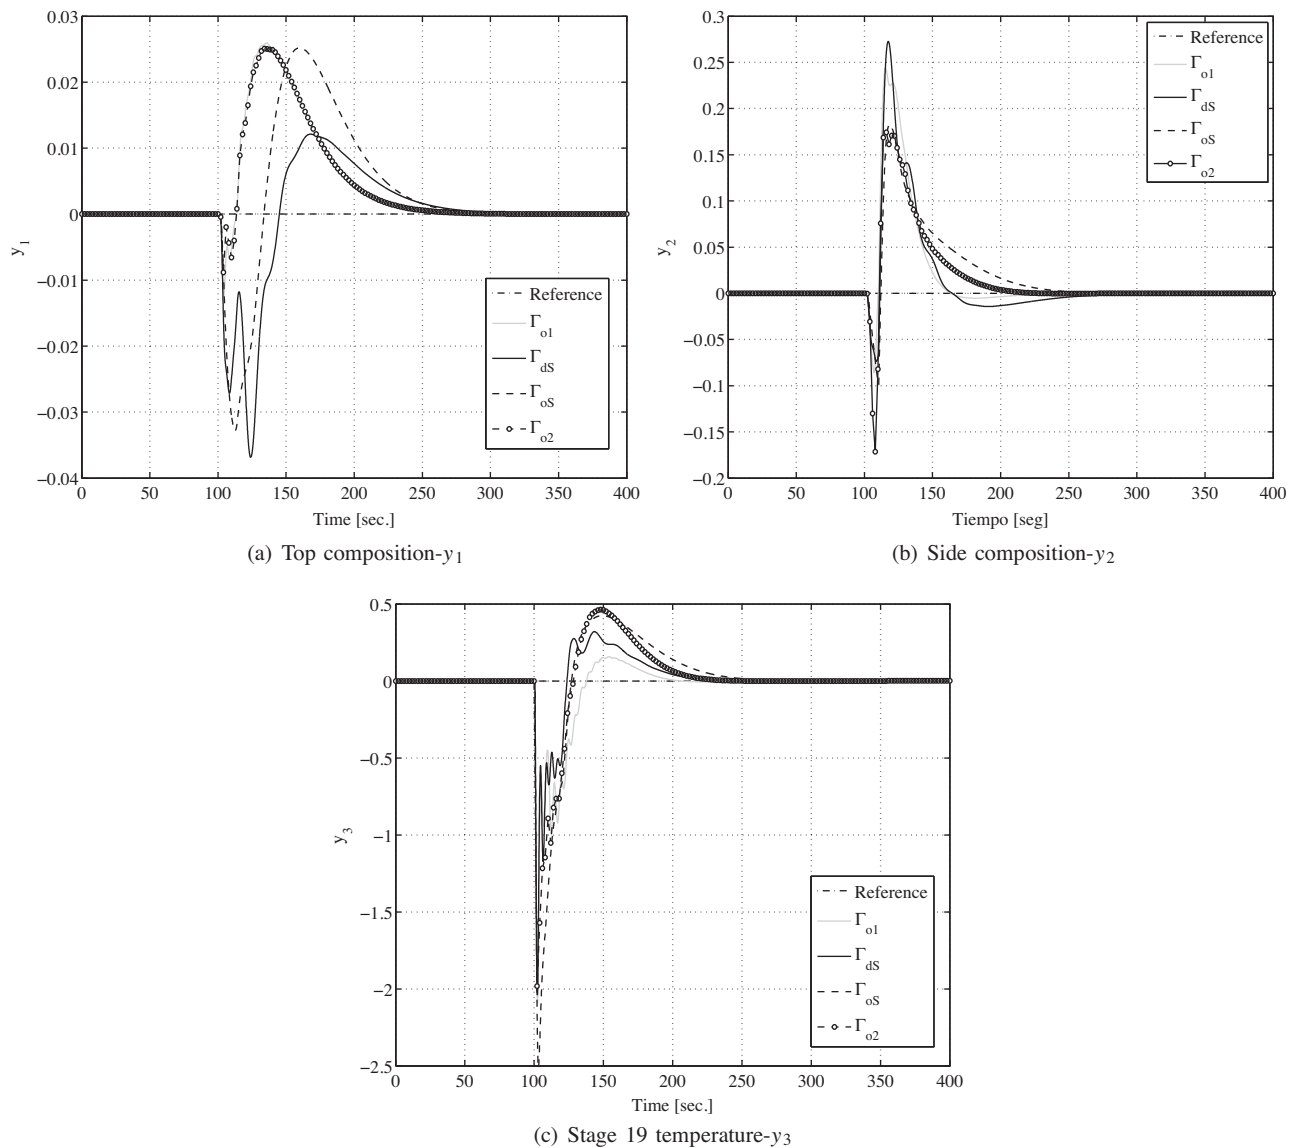 0.03
0.02
0.01
0
−0.01
−0.02
−0.03
−0.04
y1
0 50 100 150 200 250 300 350 400
Time [sec.]
Reference
Γo1
ΓdS
ΓoS
Γo2
(a) Top composition-y1
0.3
0.25
0.2
0.15
0.1
0.05
0
−0.05
−0.1
−0.15
−0.2
y2
0 50 100 150 200 250 300 350 400
Tiempo [seg]
Reference
Γo1
ΓdS
ΓoS
Γo2
(b) Side composition-y2
0.5
0
−0.5
−1
−1.5
−2
−2.5
y3
0 50 100 150 200 250 300 350 400
Time [sec.]
Reference
Γo1
ΓdS
ΓoS
Γo2
(c) Stage 19 temperature-y3